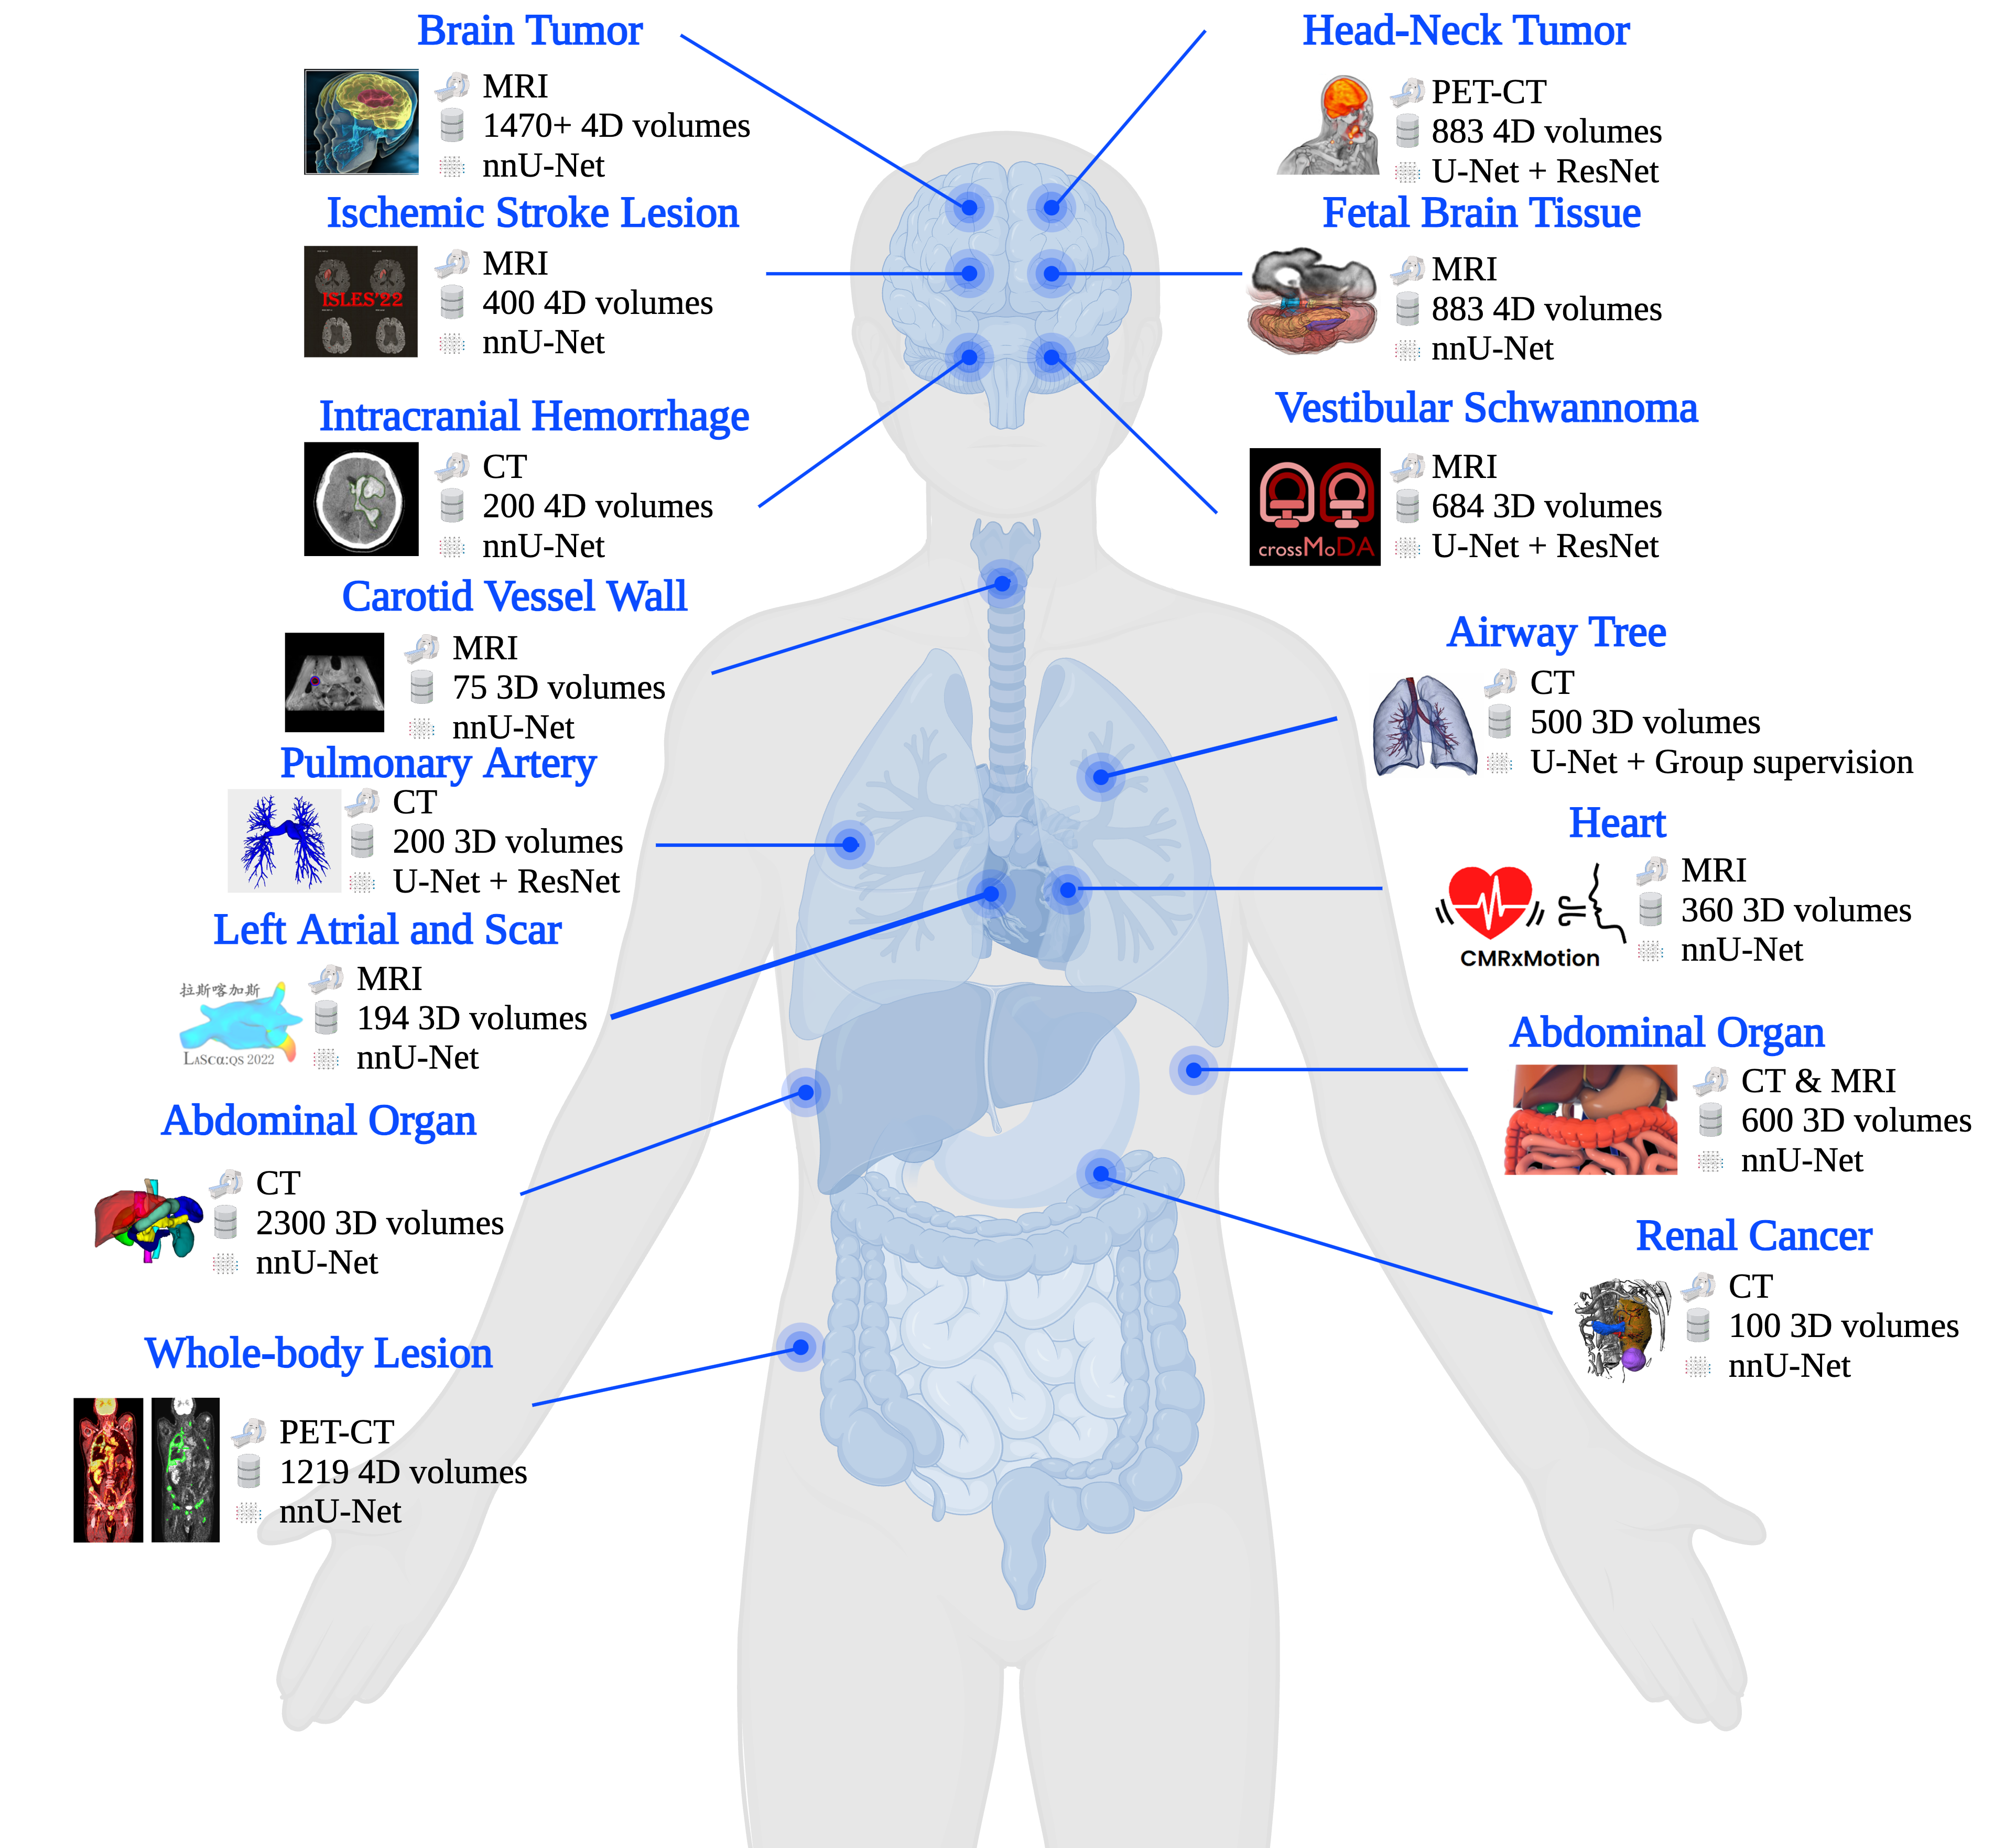 Brain Tumor
MRI
1470+ 4D volumes
nnU-Net
Ischemic Stroke Lesion
ISLES'22
MRI
400 4D volumes
nnU-Net
Intracranial Hemorrhage
CT
200 4D volumes
nnU-Net
Carotid Vessel Wall
MRI
75 3D volumes
nnU-Net
Pulmonary Artery
CT
200 3D volumes
U-Net + ResNet
Left Atrial and Scar
拉斯喀加斯
LAScα:QS 2022
MRI
194 3D volumes
nnU-Net
Abdominal Organ
CT
2300 3D volumes
nnU-Net
Whole-body Lesion
PET-CT
1219 4D volumes
nnU-Net
Head-Neck Tumor
PET-CT
883 4D volumes
U-Net + ResNet
Fetal Brain Tissue
MRI
883 4D volumes
nnU-Net
Vestibular Schwannoma
crossMoDA
MRI
684 3D volumes
U-Net + ResNet
Airway Tree
CT
500 3D volumes
U-Net + Group supervision
Heart
CMRxMotion
MRI
360 3D volumes
nnU-Net
Abdominal Organ
CT & MRI
600 3D volumes
nnU-Net
Renal Cancer
CT
100 3D volumes
nnU-Net